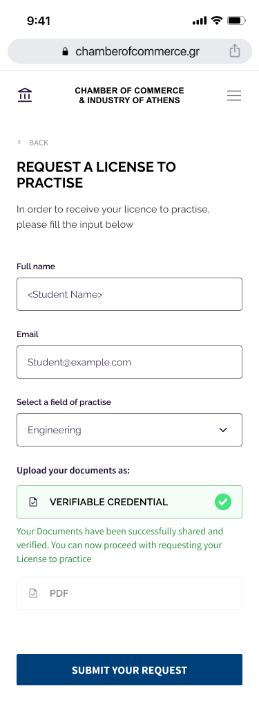 9:41
chamberofcommerce.gr
CHAMBER OF COMMERCE
& INDUSTRY OF ATHENS
BACK
REQUEST A LICENSE TO
PRACTISE
In order to receive your licence to practise,
please fill the input below
Full name
<Student Name>
Email
Student@example.com
Select a field of practise
Engineering
Upload your documents as:
VERIFIABLE CREDENTIAL
Your Documents have been successfully shared and
verified. You can now proceed with requesting your
License to practice
PDF
SUBMIT YOUR REQUEST